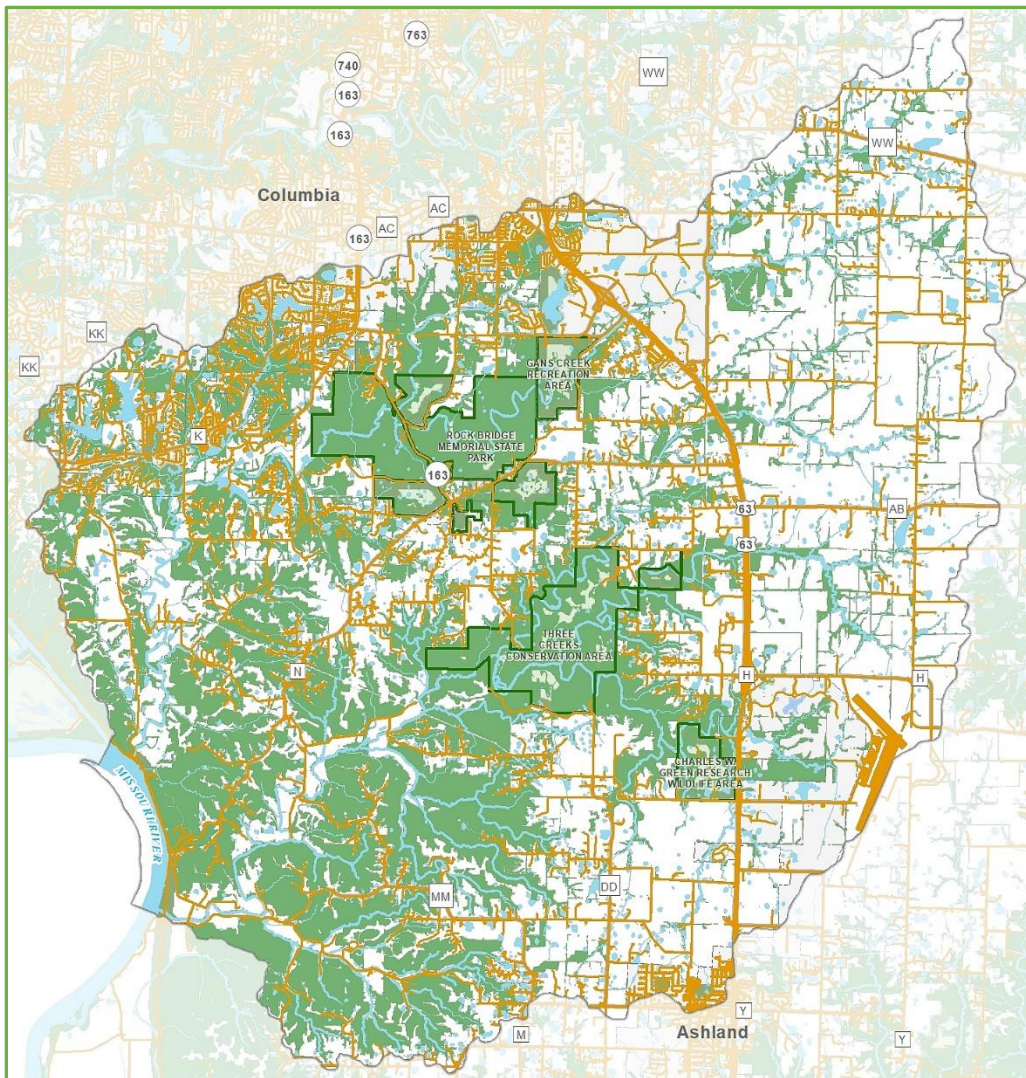 763
740
163
163
WW
WW
Columbia
AC
AC
163
KK
KK
K
GANS CREEK
RECREATION
AREA
ROCK BRIDGE
MEMORIAL STATE
PARK
163
63
AB
63
THREE
CREEKS
CONSERVATION AREA
N
H
H
CHARLES W.
GREEN RESEARCH
WILDLIFE AREA
MISSOURI RIVER
MM
DD
M
Ashland
Y
Y